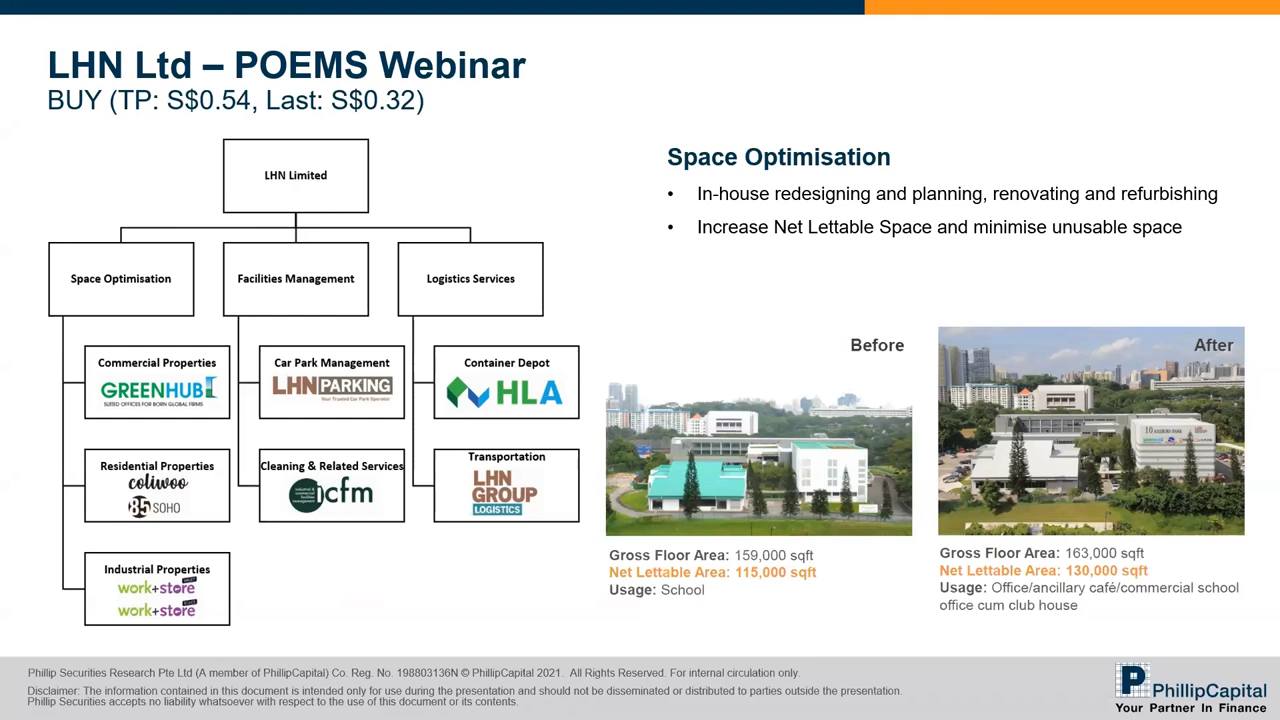 LHN Ltd – POEMS Webinar
BUY (TP: S$0.54, Last: S$0.32)
LHN Limited
Space Optimisation
Facilities Management
Logistics Services
Commercial Properties
GREENHUB
SUITED OFFICES FOR BORN GLOBAL FIRMS
Car Park Management
LHN PARKING
Your Trusted Car Park Operator
Container Depot
HLA
Residential Properties
coliwoo
85 SOHO
Cleaning & Related Services
icfm
Transportation
LHN
GROUP
LOGISTICS
Industrial Properties
work+store
work+store
Space Optimisation
• In-house redesigning and planning, renovating and refurbishing
• Increase Net Lettable Space and minimise unusable space
Before
Gross Floor Area: 159,000 sqft
Net Lettable Area: 115,000 sqft
Usage: School
After
Gross Floor Area: 163,000 sqft
Net Lettable Area: 130,000 sqft
Usage: Office/ancillary café/commercial school
office cum club house
Phillip Securities Research Pte Ltd (A member of PhillipCapital) Co. Reg. No. 198803136N © PhillipCapital 2021. All Rights Reserved. For internal circulation only.
Disclaimer: The information contained in this document is intended only for use during the presentation and should not be disseminated or distributed to parties outside the presentation.
Phillip Securities accepts no liability whatsoever with respect to the use of this document or its contents.
PhillipCapital
Your Partner In Finance